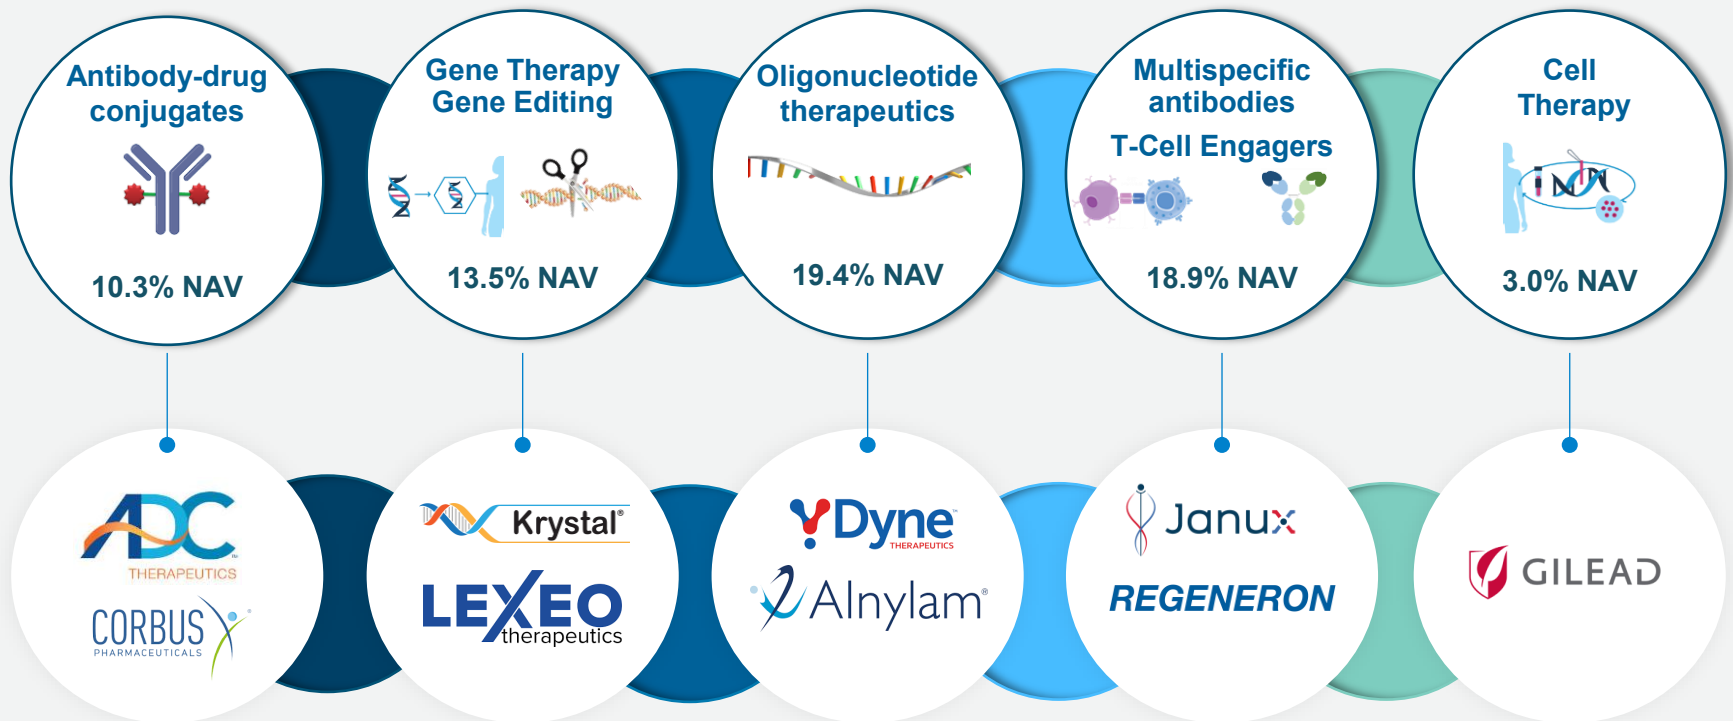 Antibody-drug
conjugates
10.3% NAV
Gene Therapy
Gene Editing
13.5% NAV
Oligonucleotide
therapeutics
19.4% NAV
Multispecific
antibodies
T-Cell Engagers
18.9% NAV
Cell
Therapy
3.0% NAV
ADC
THERAPEUTICS
CORBUS
PHARMACEUTICALS
Krystal®
LEXEO
therapeutics
Dyne™
THERAPEUTICS
Alnylam®
Janux
REGENERON
GILEAD